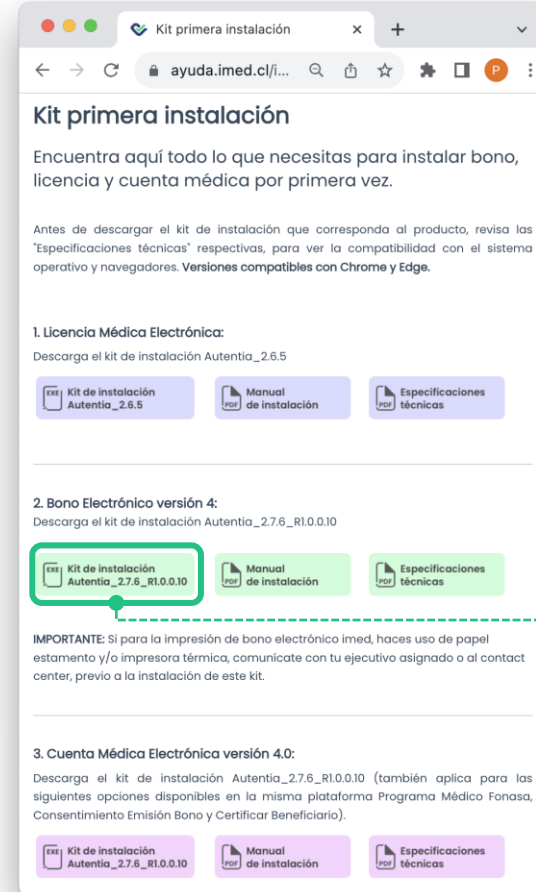 Kit primera instalación
ayuda.imed.cl/i...
P
Kit primera instalación
Encuentra aquí todo lo que necesitas para instalar bono,
licencia y cuenta médica por primera vez.
Antes de descargar el kit de instalación que corresponda al producto, revisa las
"Especificaciones técnicas" respectivas, para ver la compatibilidad con el sistema
operativo y navegadores. Versiones compatibles con Chrome y Edge.
1. Licencia Médica Electrónica:
Descarga el kit de instalación Autentia_2.6.5
EXE Kit de instalación
Autentia_2.6.5
PDF Manual
de instalación
PDF Especificaciones
técnicas
2. Bono Electrónico versión 4:
Descarga el kit de instalación Autentia_2.7.6_R1.0.0.10
EXE Kit de instalación
Autentia_2.7.6_R1.0.0.10
PDF Manual
de instalación
PDF Especificaciones
técnicas
IMPORTANTE: Si para la impresión de bono electrónico imed, haces uso de papel
estamento y/o impresora térmica, comunícate con tu ejecutivo asignado o al contact
center, previo a la instalación de este kit.
3. Cuenta Médica Electrónica versión 4.0:
Descarga el kit de instalación Autentia_2.7.6_R1.0.0.10 (también aplica para las
siguientes opciones disponibles en la misma plataforma Programa Médico Fonasa,
Consentimiento Emisión Bono y Certificar Beneficiario).
EXE Kit de instalación
Autentia_2.7.6_R1.0.0.10
PDF Manual
de instalación
PDF Especificaciones
técnicas